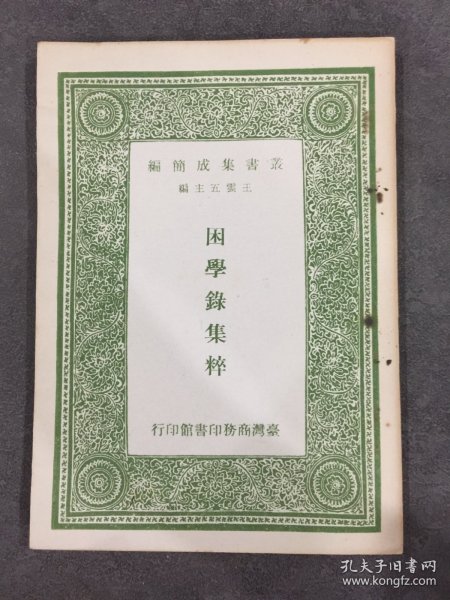 叢書集成簡編
王雲五主編
困學錄集粹
臺灣商務印書館印行
孔夫子旧书网
www.kongfz.com